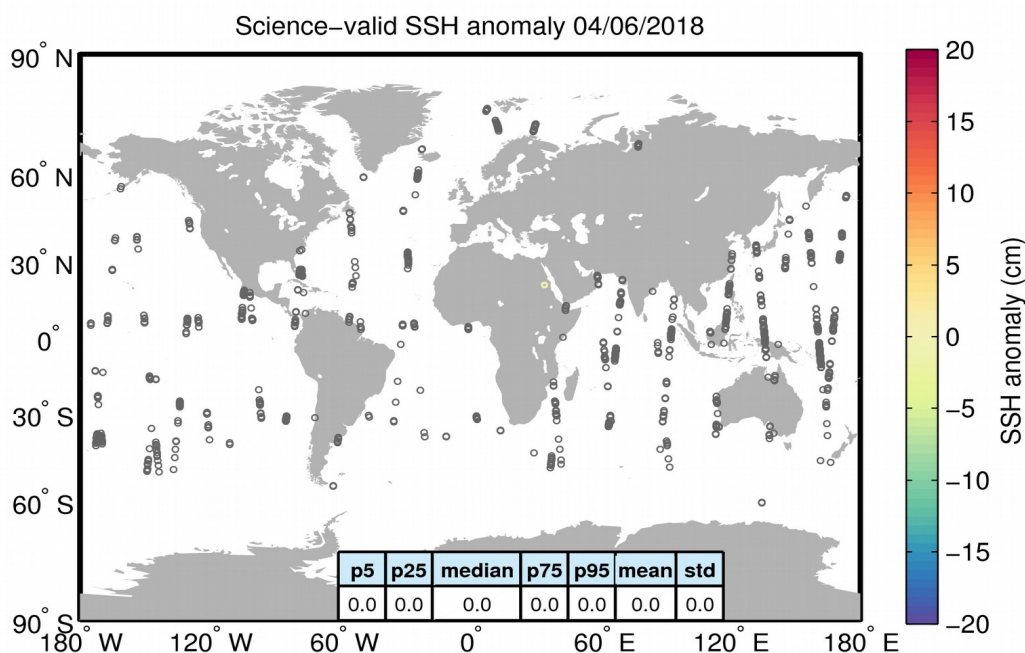 Science−valid SSH anomaly 04/06/2018
90° N
60° N
30° N
0°
30° S
60° S
90° S
180° W
120° W
60° W
0°
60° E
120° E
180° E
p5 p25 median p75 p95 mean std
0.0 0.0 0.0 0.0 0.0 0.0 0.0
20
15
10
5
0
−5
−10
−15
−20
SSH anomaly (cm)